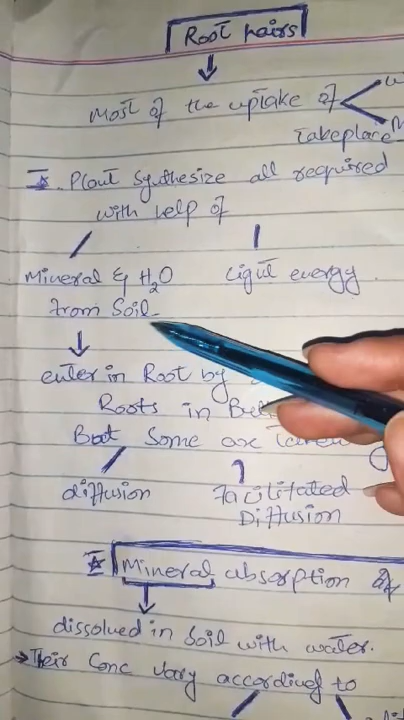 Root hairs
Most of the uptake of
takeplace
Plant synthesize all required
with help of
Mineral & H2O light energy
from Soil
enter in Root by
Roots in
But some are
diffusion Facilitated
Diffusion
Mineral absorption
dissolved in Soil with water.
Their Conc vary according to